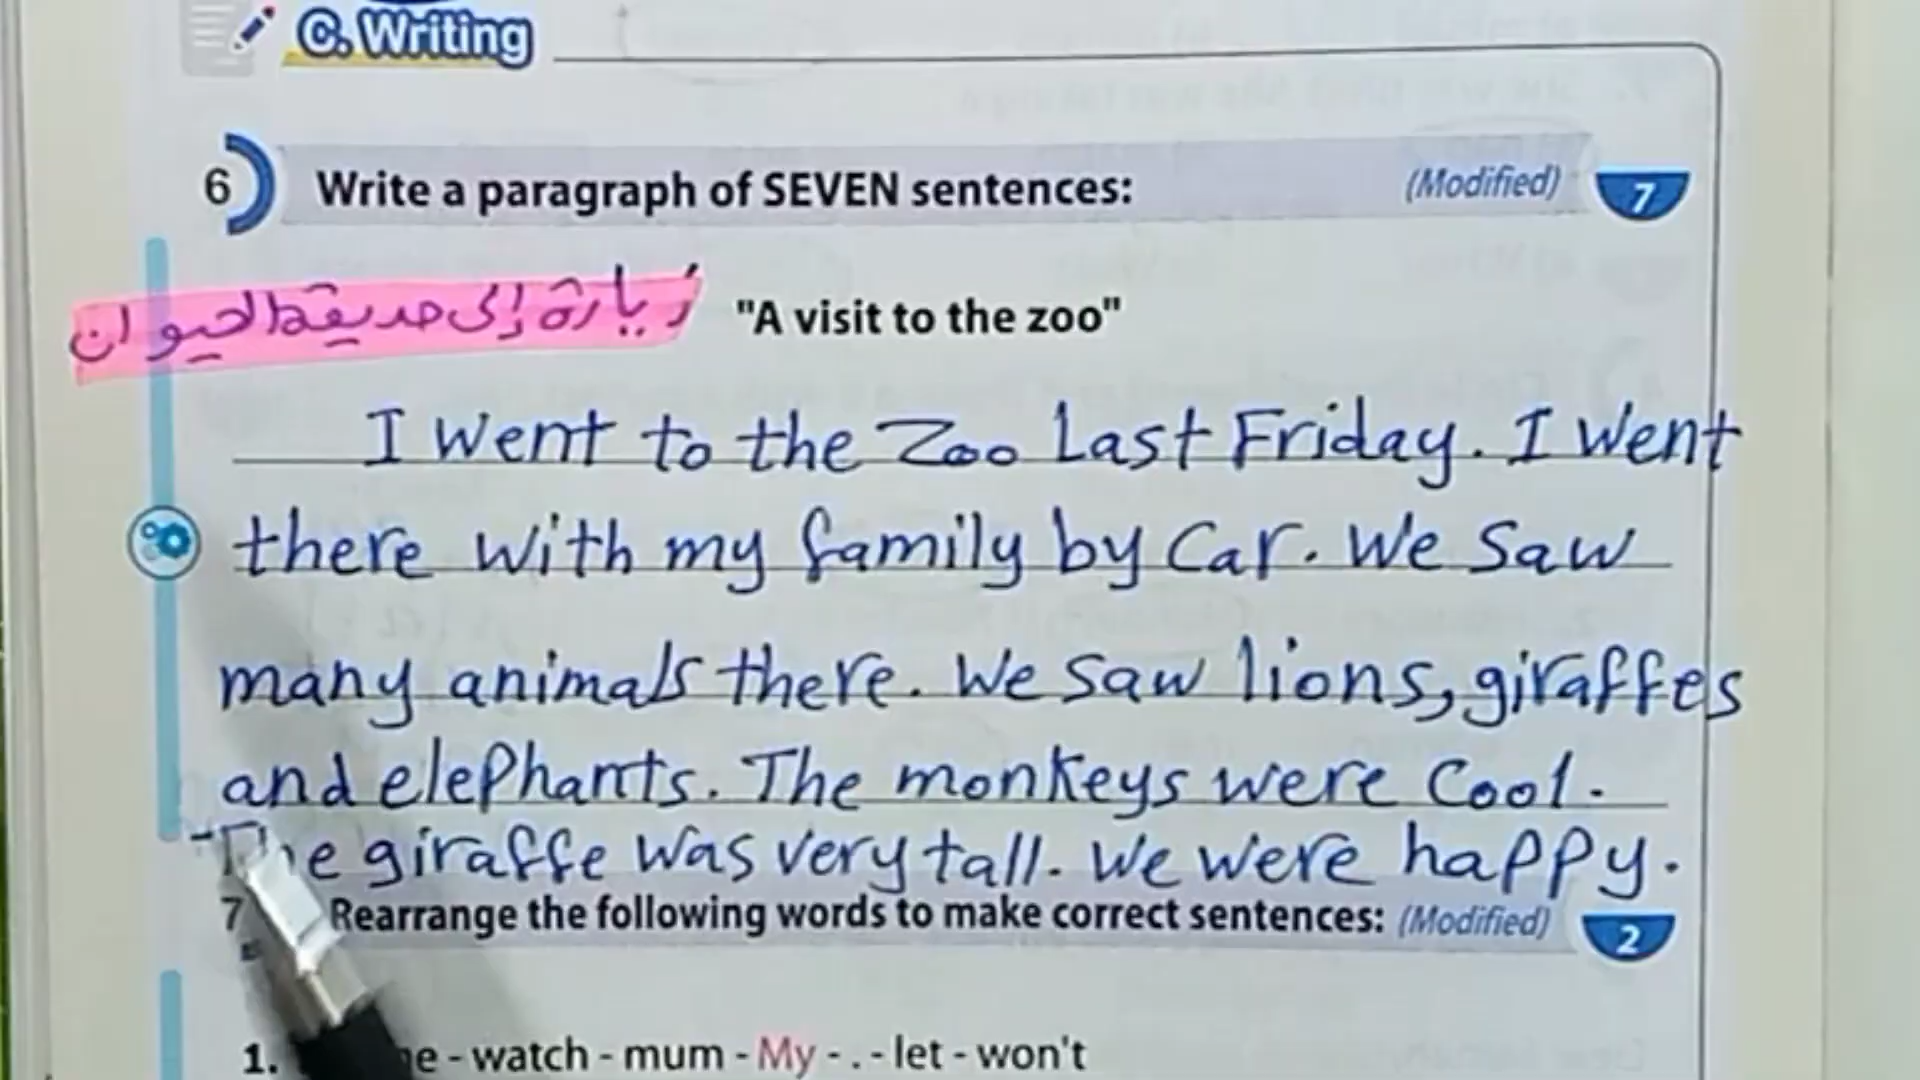 C. Writing
6 Write a paragraph of SEVEN sentences: (Modified) 7
زيارة إلى حديقة الحيوان "A visit to the zoo"
I went to the Zoo Last Friday. I went
there with my family by Car. We Saw
many animals there. We saw lions, giraffes
and elephants. The monkeys were Cool.
The giraffe was very tall. We were happy.
7 Rearrange the following words to make correct sentences: (Modified) 2
1. - watch - mum - My - . - let - won't